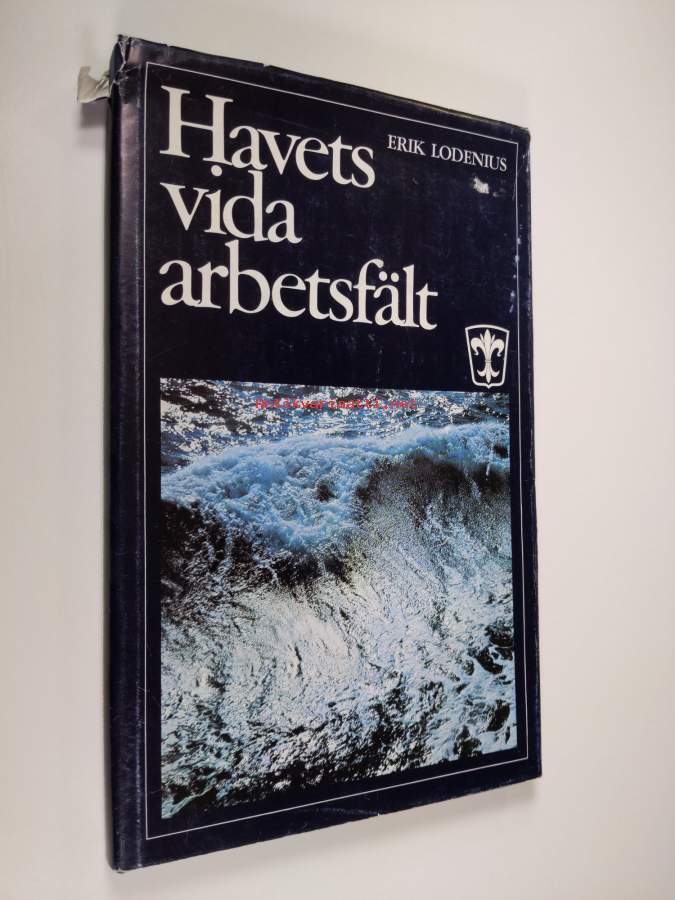 Havets
vida
arbetsfält
ERIK LODENIUS